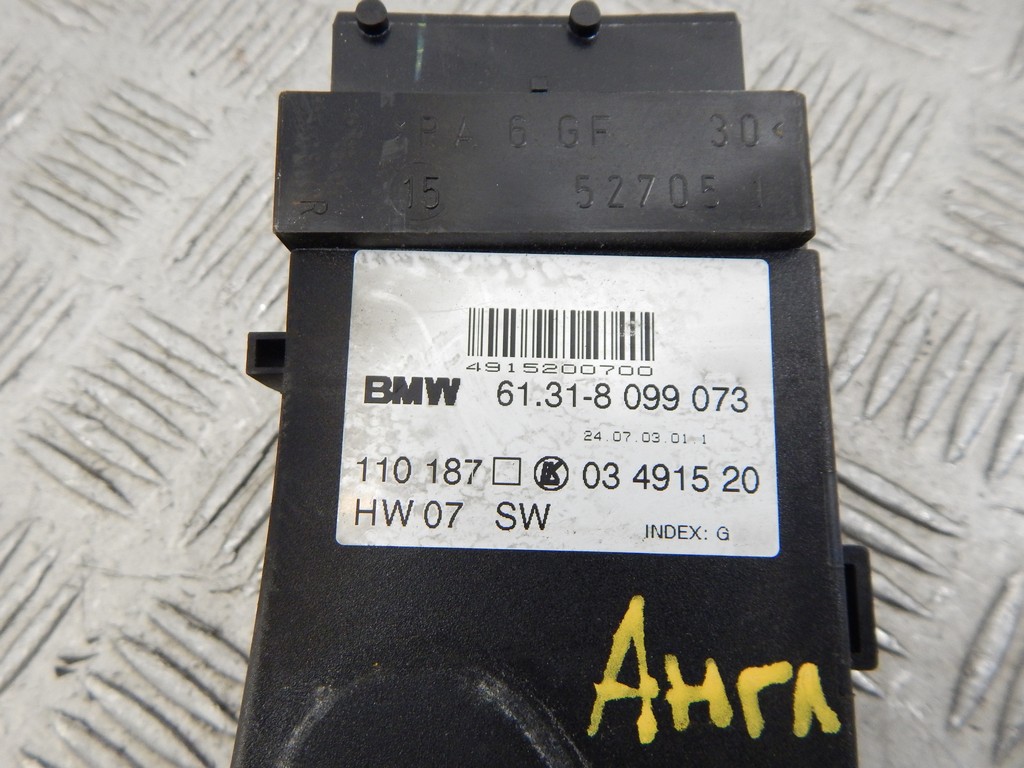 >PA 6 GF 30<
15 527051
R
4915200700
BMW 61.31-8 099 073
24.07.03.01 1
110 187 □ K 03 4915 20
HW 07 SW
INDEX: G
Англ